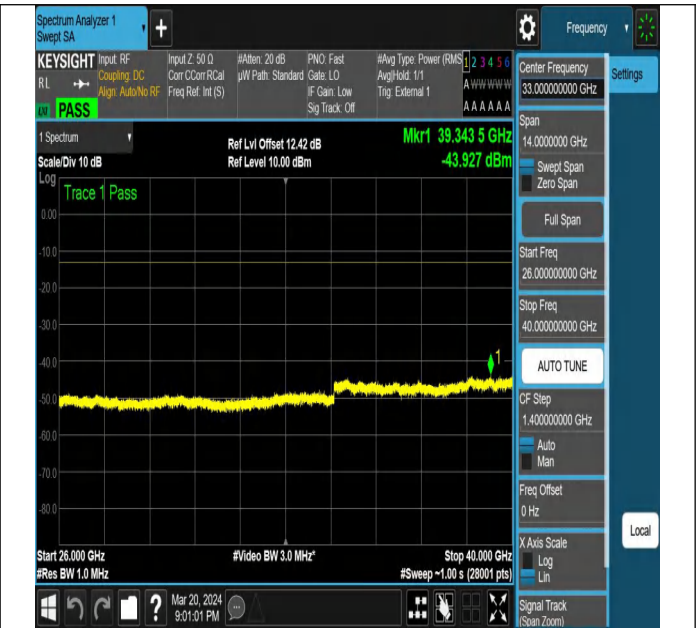 Spectrum Analyzer 1
Swept SA
+
Frequency
KEYSIGHT
RL
PASS
Input: RF
Coupling: DC
Align: Auto/No RF
Input Z: 50 Ω
Corr CCorr RCal
Freq Ref: Int (S)
#Atten: 20 dB
µW Path: Standard
PNO: Fast
Gate: LO
IF Gain: Low
Sig Track: Off
#Avg Type: Power (RMS
Avg|Hold: 1/1
Trig: External 1
1 2 3 4 5 6
A W W W W W
A A A A A A
1 Spectrum
Scale/Div 10 dB
Ref Lvl Offset 12.42 dB
Ref Level 10.00 dBm
Mkr1 39.343 5 GHz
-43.927 dBm
Log
Trace 1 Pass
0.00
-10.0
-20.0
-30.0
-40.0
-50.0
-60.0
-70.0
-80.0
1
Start 26.000 GHz
#Res BW 1.0 MHz
#Video BW 3.0 MHz*
Stop 40.000 GHz
#Sweep ~1.00 s (28001 pts)
?
Mar 20, 2024
9:01:01 PM
Center Frequency
33.000000000 GHz
Span
14.0000000 GHz
Swept Span
Zero Span
Full Span
Start Freq
26.000000000 GHz
Stop Freq
40.000000000 GHz
AUTO TUNE
CF Step
1.400000000 GHz
Auto
Man
Freq Offset
0 Hz
X Axis Scale
Log
Lin
Signal Track
(Span Zoom)
Settings
Local